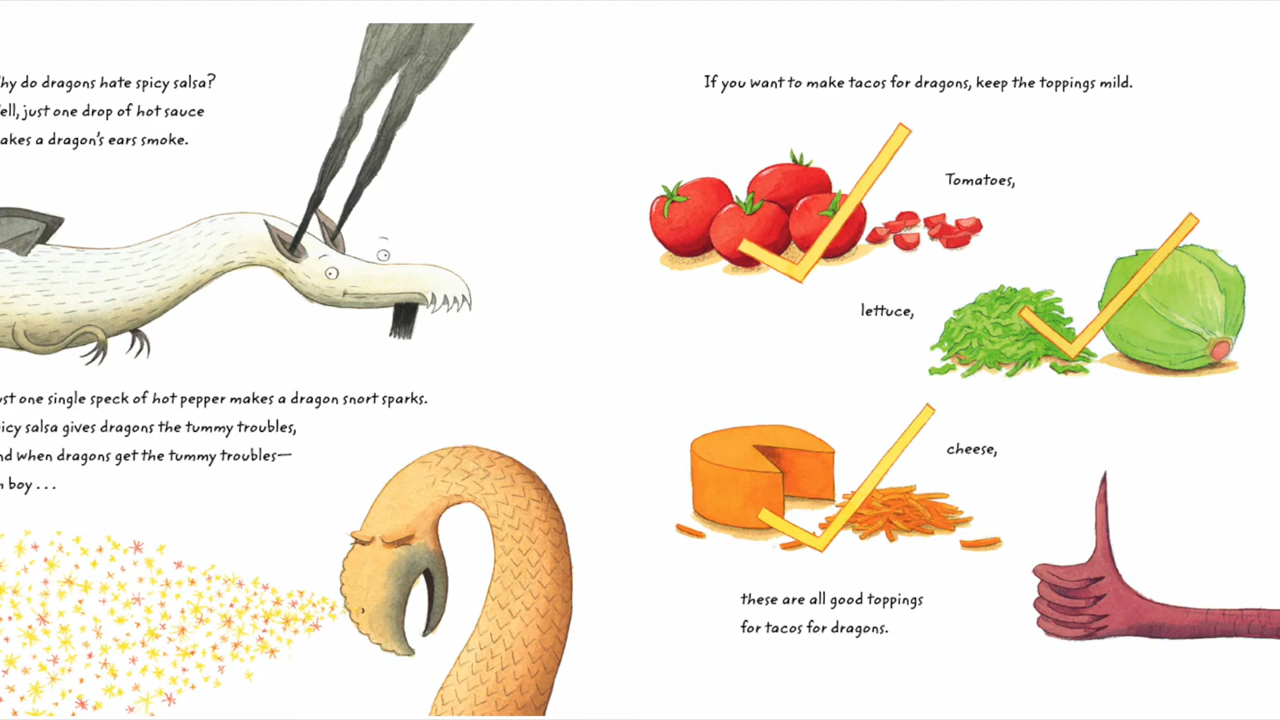 hy do dragons hate spicy salsa?
ell, just one drop of hot sauce
akes a dragon's ears smoke.
ust one single speck of hot pepper makes a dragon snort sparks.
icy salsa gives dragons the tummy troubles,
nd when dragons get the tummy troubles—
h boy . . .
If you want to make tacos for dragons, keep the toppings mild.
Tomatoes,
lettuce,
cheese,
these are all good toppings
for tacos for dragons.